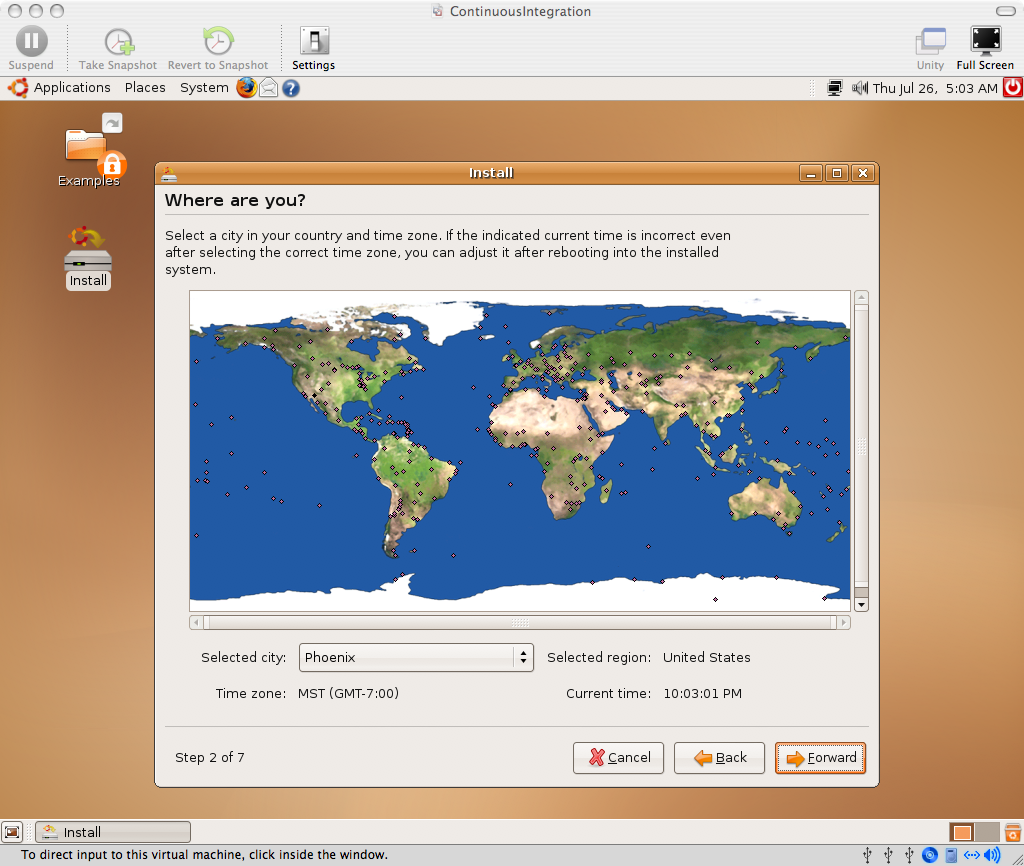 ContinuousIntegration
Suspend
Take Snapshot
Revert to Snapshot
Settings
Unity
Full Screen
Applications Places System
Thu Jul 26, 5:03 AM
Examples
Install
Install
Where are you?
Select a city in your country and time zone. If the indicated current time is incorrect even
after selecting the correct time zone, you can adjust it after rebooting into the installed
system.
Selected city: Phoenix
Selected region: United States
Time zone: MST (GMT-7:00)
Current time: 10:03:01 PM
Step 2 of 7
Cancel
Back
Forward
Install
To direct input to this virtual machine, click inside the window.